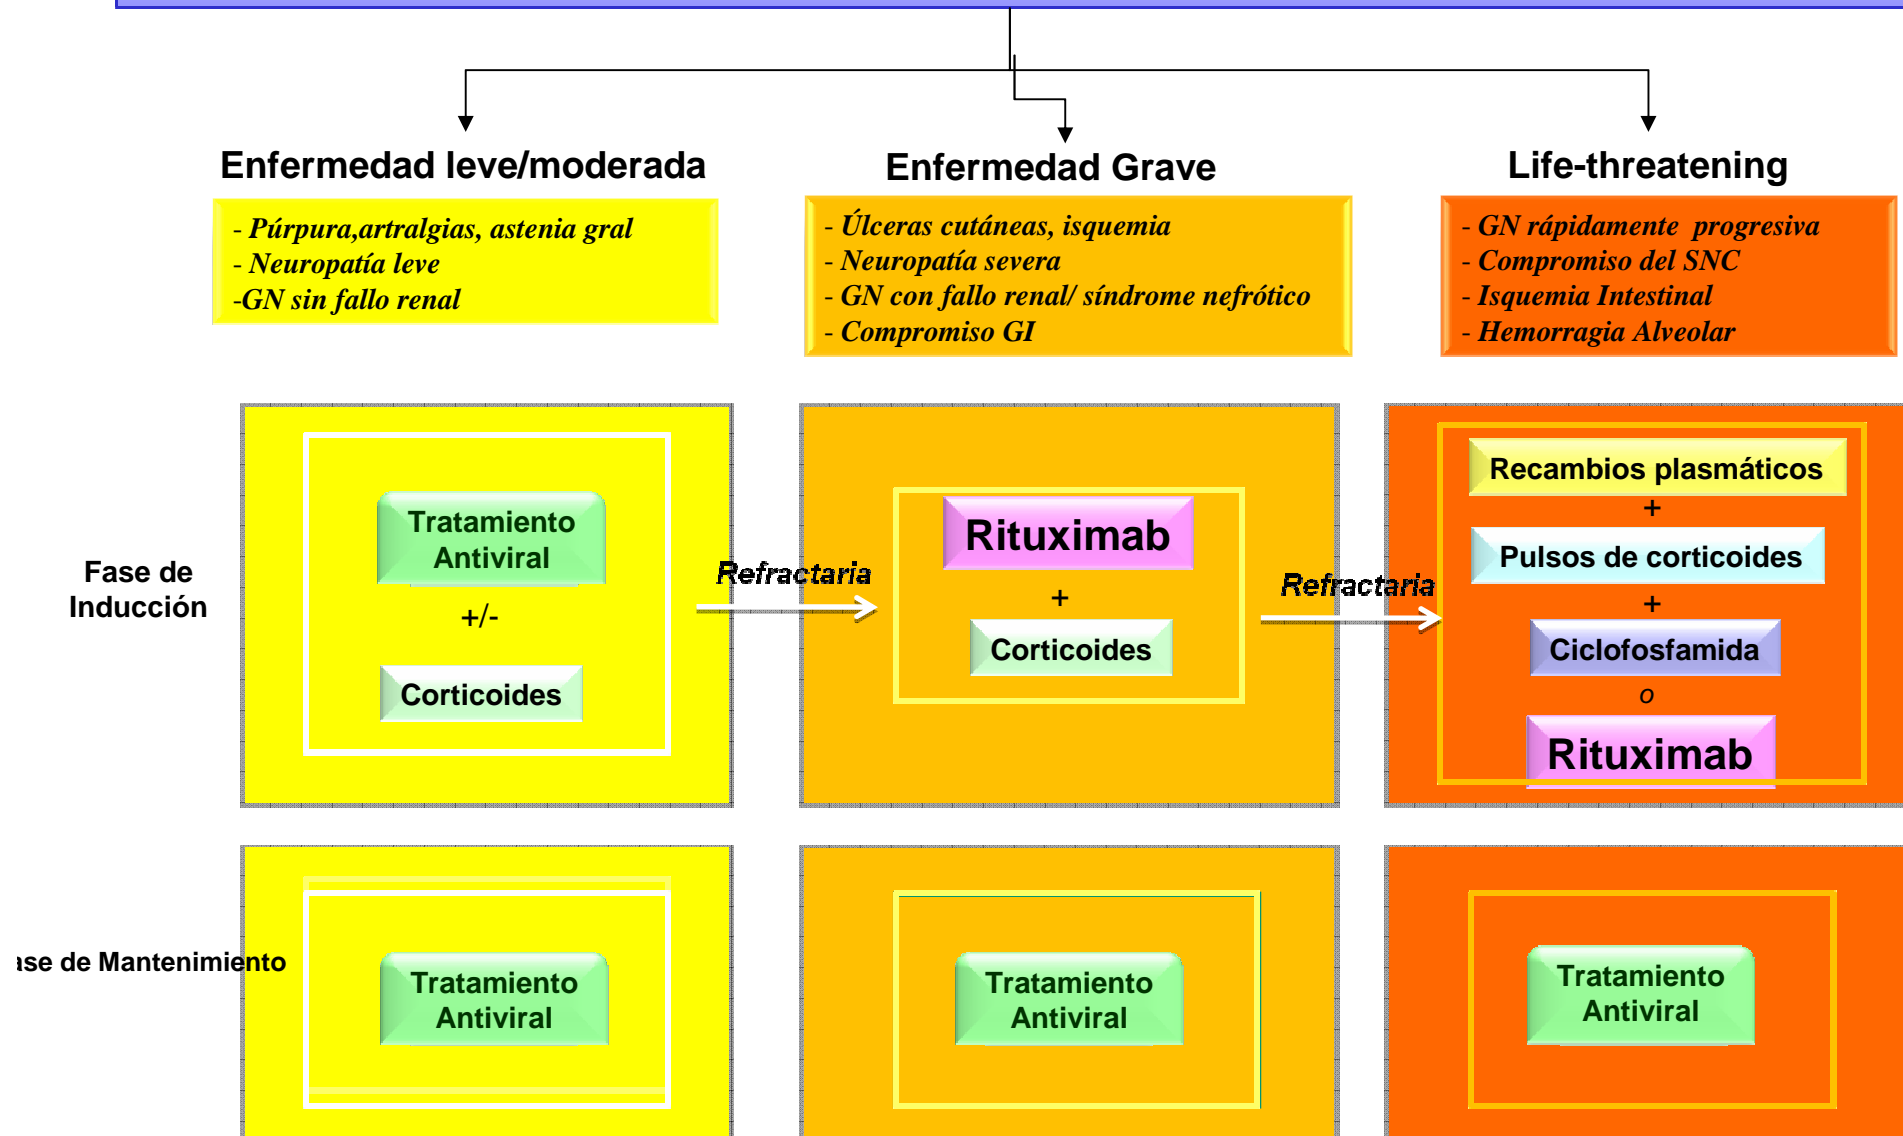 Enfermedad leve/moderada
- Púrpura,artralgias, astenia gral
- Neuropatía leve
-GN sin fallo renal
Enfermedad Grave
- Úlceras cutáneas, isquemia
- Neuropatía severa
- GN con fallo renal/ síndrome nefrótico
- Compromiso GI
Life-threatening
- GN rápidamente progresiva
- Compromiso del SNC
- Isquemia Intestinal
- Hemorragia Alveolar
Fase de
Inducción
Tratamiento
Antiviral
+/-
Corticoides
Refractaria
Rituximab
+
Corticoides
Refractaria
Recambios plasmáticos
+
Pulsos de corticoides
+
Ciclofosfamida
o
Rituximab
ase de Mantenimiento
Tratamiento
Antiviral
Tratamiento
Antiviral
Tratamiento
Antiviral